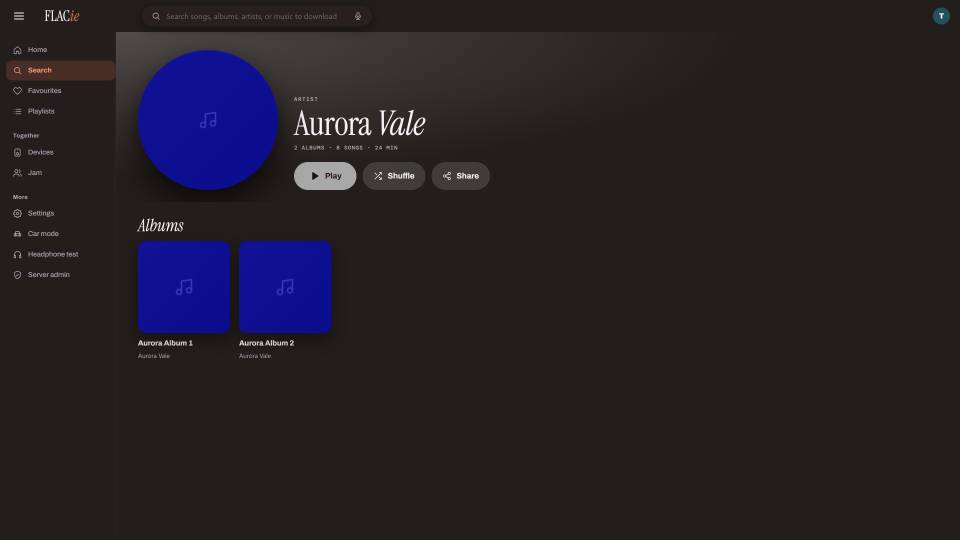 FLACie
Search songs, albums, artists, or music to download
T
Home
Search
Favourites
Playlists
Together
Devices
Jam
More
Settings
Car mode
Headphone test
Server admin
ARTIST
Aurora Vale
2 ALBUMS · 8 SONGS · 24 MIN
Play
Shuffle
Share
Albums
Aurora Album 1
Aurora Vale
Aurora Album 2
Aurora Vale